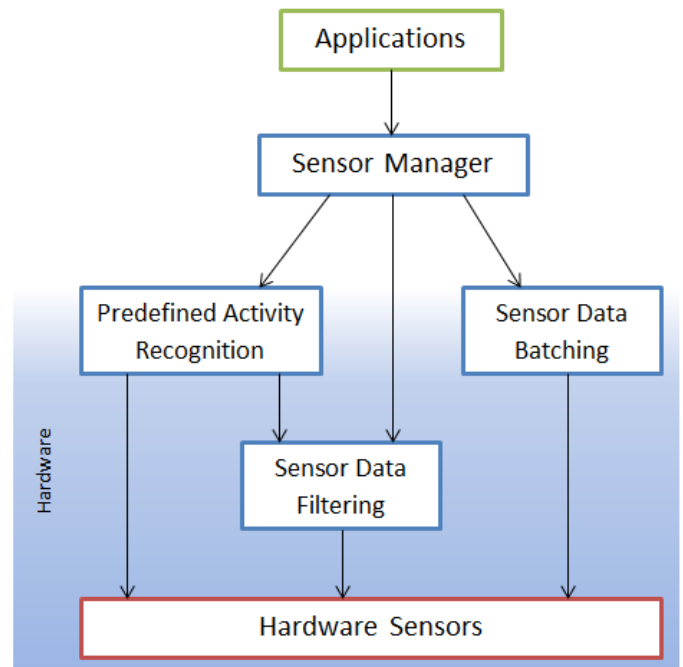 Applications
Sensor Manager
Predefined Activity
Recognition
Sensor Data
Batching
Hardware
Sensor Data
Filtering
Hardware Sensors